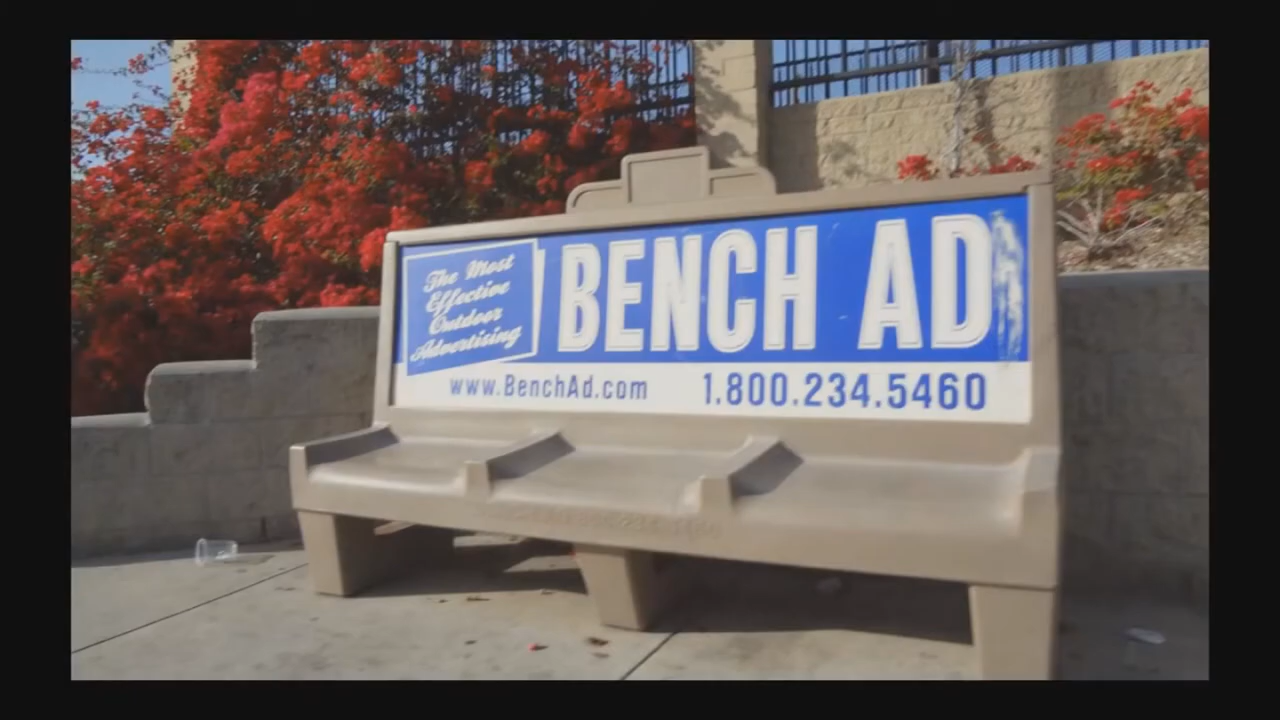 The Most
Effective
Outdoor
Advertising
BENCH AD
www.BenchAd.com
1.800.234.5460